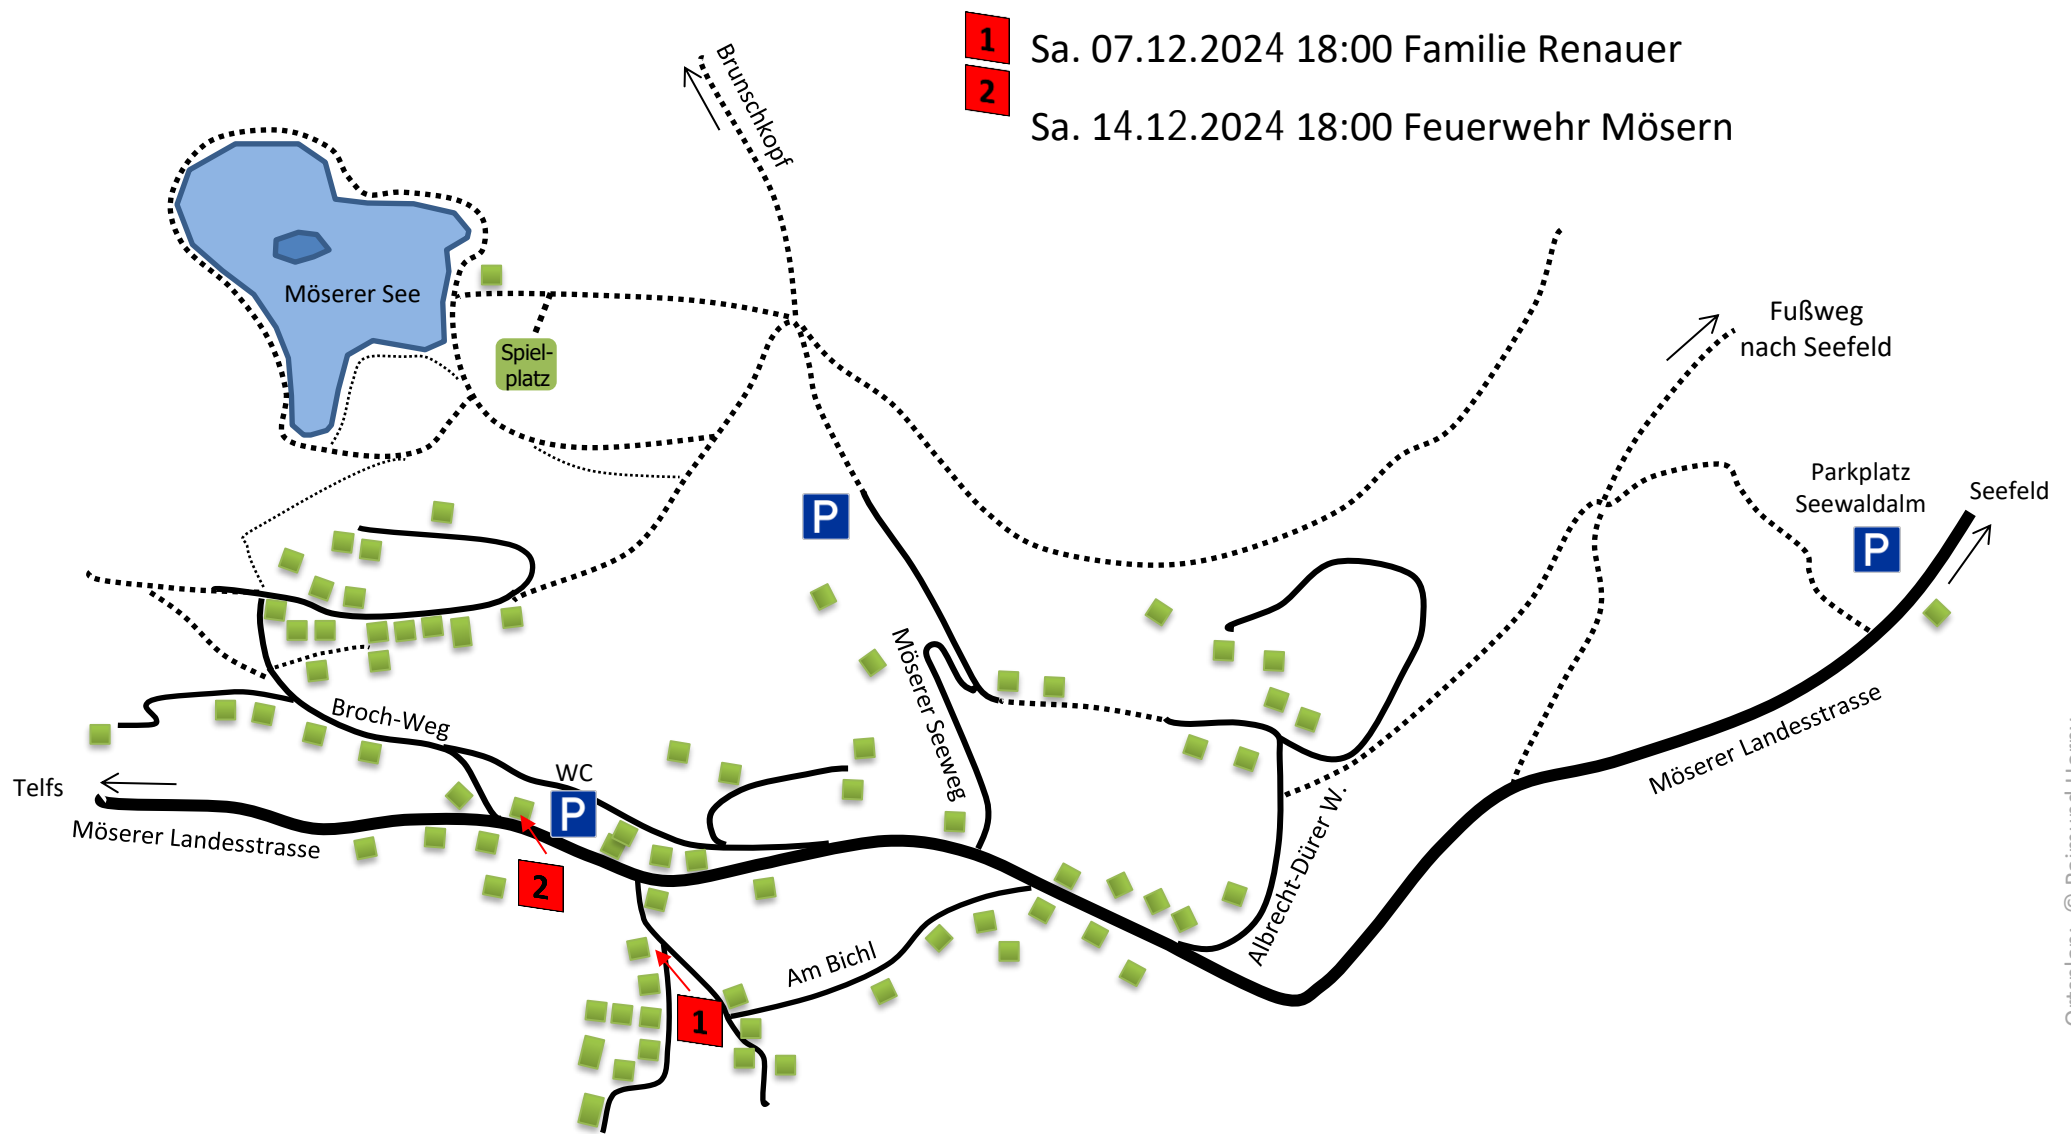 1
Sa. 07.12.2024 18:00 Familie Renauer
2
Sa. 14.12.2024 18:00 Feuerwehr Mösern
Brunschkopf
Möserer See
Spiel-
platz
Fußweg
nach Seefeld
Parkplatz
Seewaldalm
P
Seefeld
P
Möserer Seeweg
Broch-Weg
WC
P
Telfs
Möserer Landesstrasse
Möserer Landesstrasse
Albrecht-Dürer W.
2
Am Bichl
1